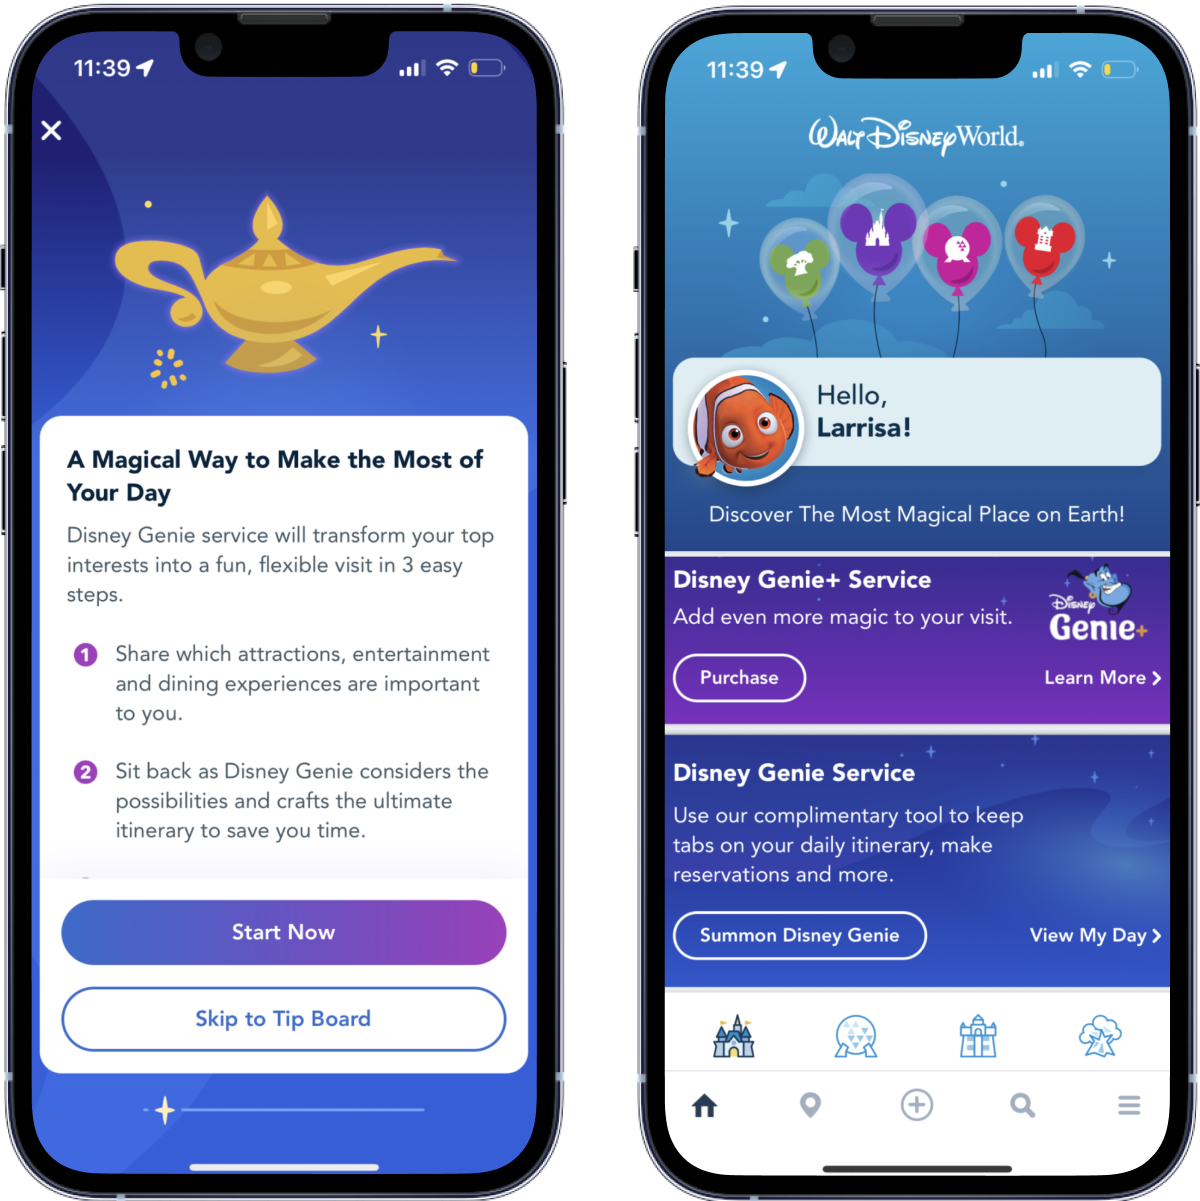 11:39
A Magical Way to Make the Most of
Your Day
Disney Genie service will transform your top
interests into a fun, flexible visit in 3 easy
steps.
1 Share which attractions, entertainment
and dining experiences are important
to you.
2 Sit back as Disney Genie considers the
possibilities and crafts the ultimate
itinerary to save you time.
Start Now
Skip to Tip Board
11:39
Walt Disney World.
Hello,
Larrisa!
Discover The Most Magical Place on Earth!
Disney Genie+ Service
Add even more magic to your visit.
Disney
Genie+
Purchase
Learn More
Disney Genie Service
Use our complimentary tool to keep
tabs on your daily itinerary, make
reservations and more.
Summon Disney Genie
View My Day